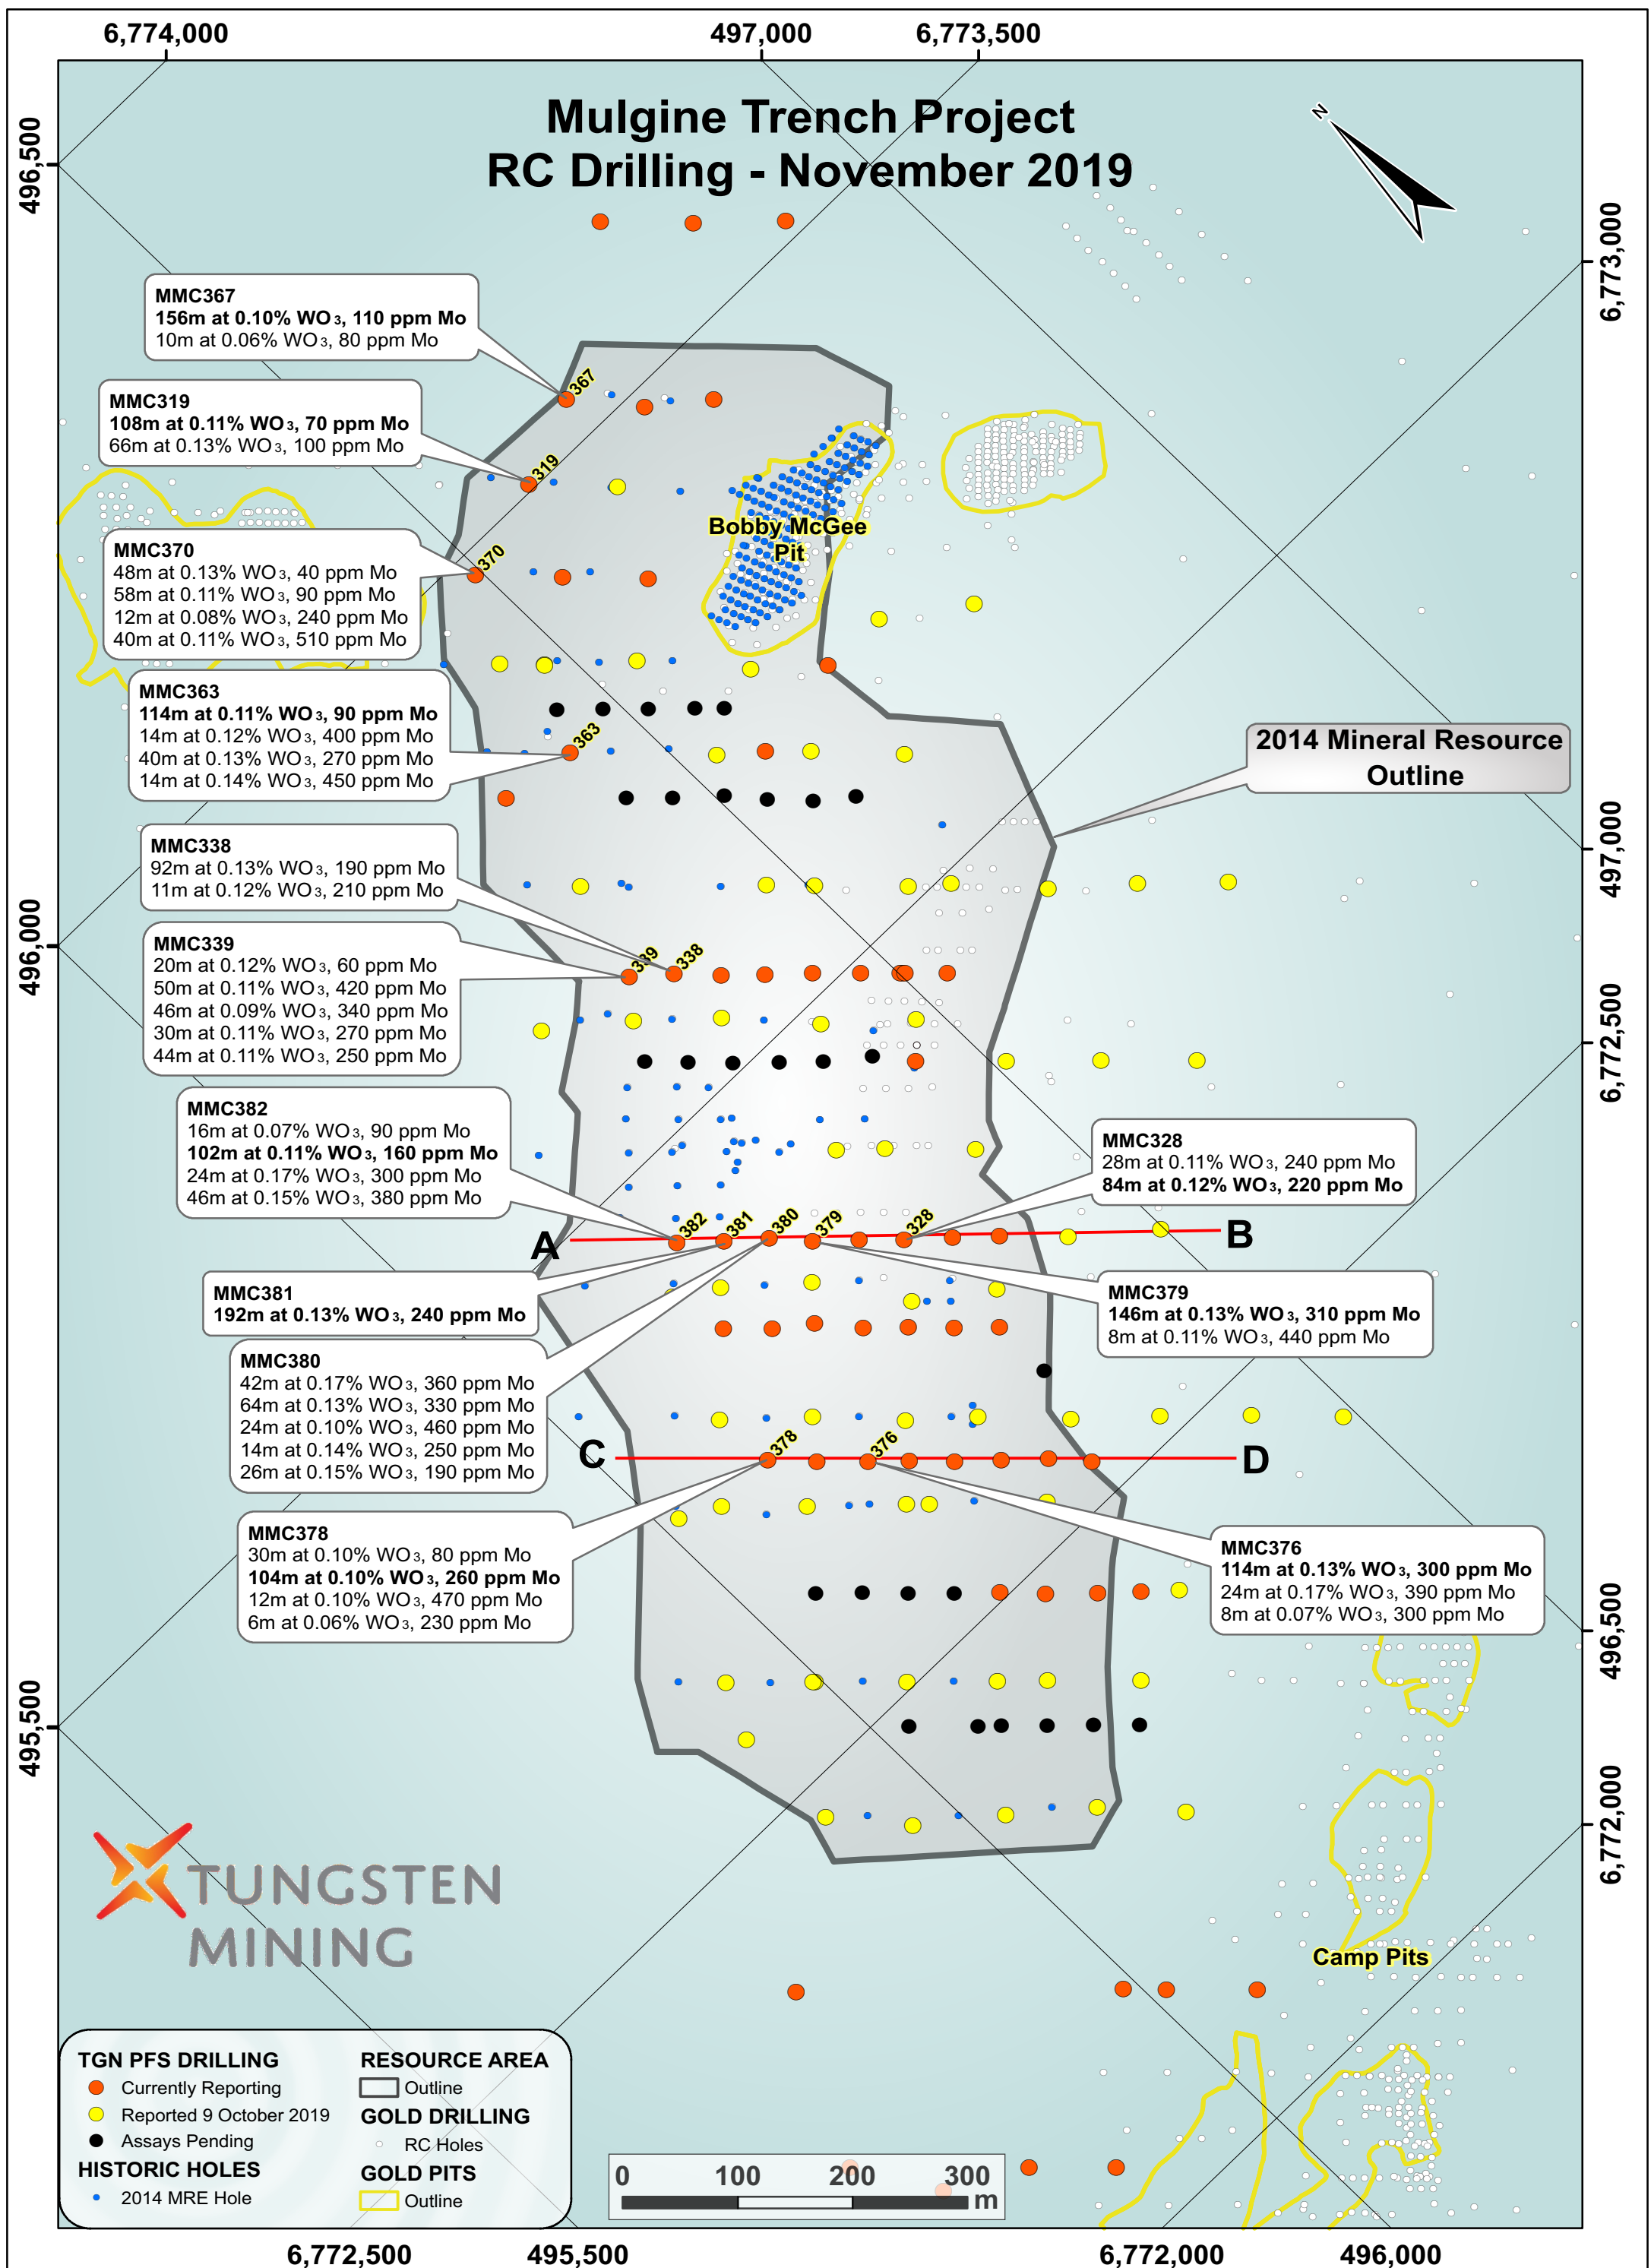 6,774,000
497,000
6,773,500
496,500
Mulgine Trench Project
RC Drilling - November 2019
N
6,773,000
MMC367
156m at 0.10% WO₃, 110 ppm Mo
10m at 0.06% WO₃, 80 ppm Mo
367
MMC319
108m at 0.11% WO₃, 70 ppm Mo
66m at 0.13% WO₃, 100 ppm Mo
319
Bobby McGee
Pit
MMC370
48m at 0.13% WO₃, 40 ppm Mo
58m at 0.11% WO₃, 90 ppm Mo
12m at 0.08% WO₃, 240 ppm Mo
40m at 0.11% WO₃, 510 ppm Mo
370
MMC363
114m at 0.11% WO₃, 90 ppm Mo
14m at 0.12% WO₃, 400 ppm Mo
40m at 0.13% WO₃, 270 ppm Mo
14m at 0.14% WO₃, 450 ppm Mo
363
2014 Mineral Resource
Outline
497,000
MMC338
92m at 0.13% WO₃, 190 ppm Mo
11m at 0.12% WO₃, 210 ppm Mo
496,000
MMC339
20m at 0.12% WO₃, 60 ppm Mo
50m at 0.11% WO₃, 420 ppm Mo
46m at 0.09% WO₃, 340 ppm Mo
30m at 0.11% WO₃, 270 ppm Mo
44m at 0.11% WO₃, 250 ppm Mo
339
338
6,772,500
MMC382
16m at 0.07% WO₃, 90 ppm Mo
102m at 0.11% WO₃, 160 ppm Mo
24m at 0.17% WO₃, 300 ppm Mo
46m at 0.15% WO₃, 380 ppm Mo
MMC328
28m at 0.11% WO₃, 240 ppm Mo
84m at 0.12% WO₃, 220 ppm Mo
A
382
381
380
379
328
B
MMC381
192m at 0.13% WO₃, 240 ppm Mo
MMC379
146m at 0.13% WO₃, 310 ppm Mo
8m at 0.11% WO₃, 440 ppm Mo
MMC380
42m at 0.17% WO₃, 360 ppm Mo
64m at 0.13% WO₃, 330 ppm Mo
24m at 0.10% WO₃, 460 ppm Mo
14m at 0.14% WO₃, 250 ppm Mo
26m at 0.15% WO₃, 190 ppm Mo
C
378
376
D
MMC378
30m at 0.10% WO₃, 80 ppm Mo
104m at 0.10% WO₃, 260 ppm Mo
12m at 0.10% WO₃, 470 ppm Mo
6m at 0.06% WO₃, 230 ppm Mo
MMC376
114m at 0.13% WO₃, 300 ppm Mo
24m at 0.17% WO₃, 390 ppm Mo
8m at 0.07% WO₃, 300 ppm Mo
496,500
495,500
6,772,000
TUNGSTEN
MINING
Camp Pits
TGN PFS DRILLING
Currently Reporting
Reported 9 October 2019
Assays Pending
HISTORIC HOLES
2014 MRE Hole
RESOURCE AREA
Outline
GOLD DRILLING
RC Holes
GOLD PITS
Outline
0 100 200 300
m
6,772,500
495,500
6,772,000
496,000